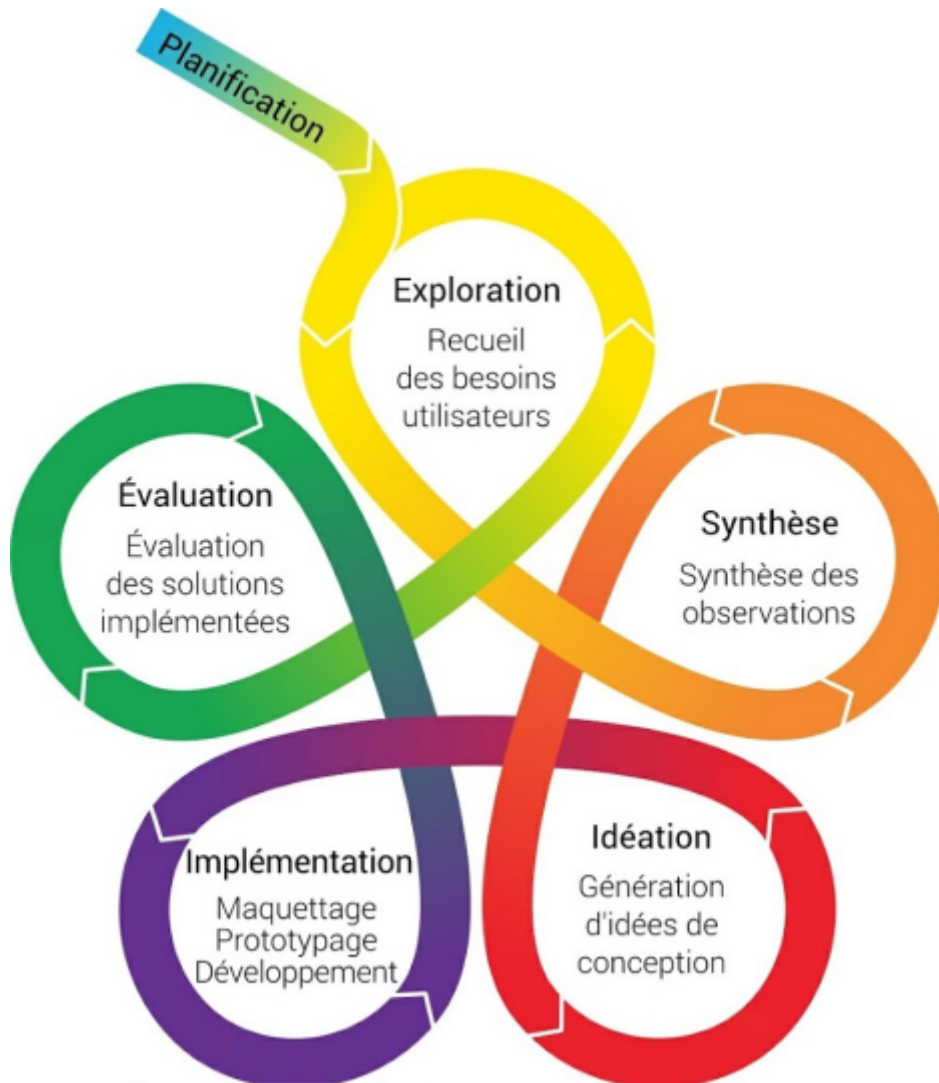 Planification
Exploration
Recueil
des besoins
utilisateurs
Synthèse
Synthèse des
observations
Idéation
Génération
d'idées de
conception
Implémentation
Maquettage
Prototypage
Développement
Évaluation
Évaluation
des solutions
implémentées